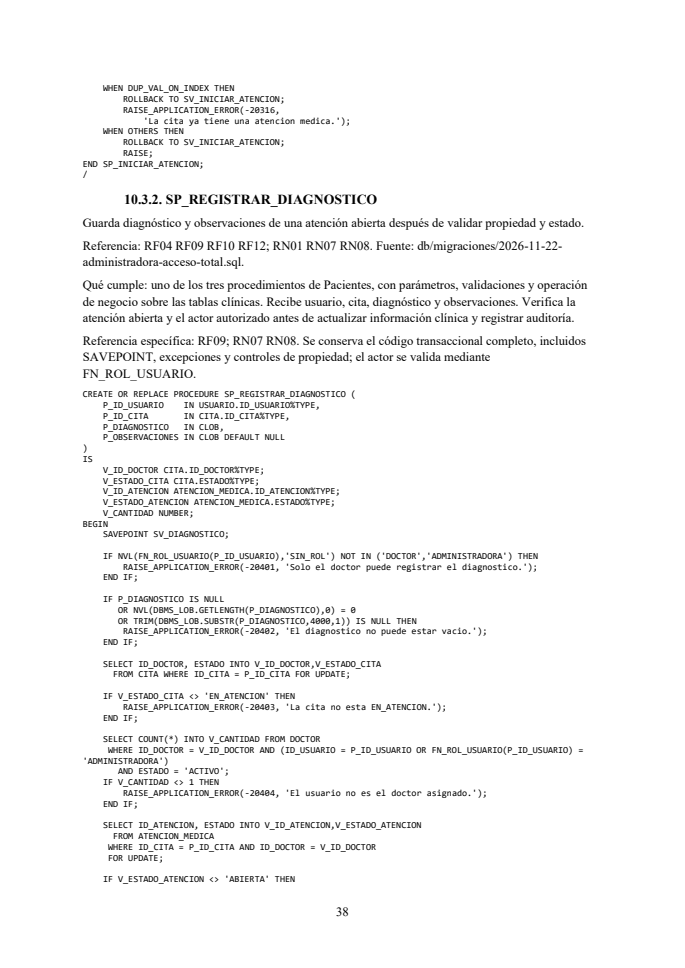 WHEN DUP_VAL_ON_INDEX THEN
ROLLBACK TO SV_INICIAR_ATENCION;
RAISE_APPLICATION_ERROR(-20316,
'La cita ya tiene una atencion medica.');
WHEN OTHERS THEN
ROLLBACK TO SV_INICIAR_ATENCION;
RAISE;
END SP_INICIAR_ATENCION;
/
10.3.2. SP_REGISTRAR_DIAGNOSTICO
Guarda diagnóstico y observaciones de una atención abierta después de validar propiedad y estado.
Referencia: RF04 RF09 RF10 RF12; RN01 RN07 RN08. Fuente: db/migraciones/2026-11-22-
administradora-acceso-total.sql.
Qué cumple: uno de los tres procedimientos de Pacientes, con parámetros, validaciones y operación
de negocio sobre las tablas clínicas. Recibe usuario, cita, diagnóstico y observaciones. Verifica la
atención abierta y el actor autorizado antes de actualizar información clínica y registrar auditoría.
Referencia específica: RF09; RN07 RN08. Se conserva el código transaccional completo, incluidos
SAVEPOINT, excepciones y controles de propiedad; el actor se valida mediante
FN_ROL_USUARIO.
CREATE OR REPLACE PROCEDURE SP_REGISTRAR_DIAGNOSTICO (
P_ID_USUARIO    IN USUARIO.ID_USUARIO%TYPE,
P_ID_CITA       IN CITA.ID_CITA%TYPE,
P_DIAGNOSTICO   IN CLOB,
P_OBSERVACIONES IN CLOB DEFAULT NULL
)
IS
V_ID_DOCTOR CITA.ID_DOCTOR%TYPE;
V_ESTADO_CITA CITA.ESTADO%TYPE;
V_ID_ATENCION ATENCION_MEDICA.ID_ATENCION%TYPE;
V_ESTADO_ATENCION ATENCION_MEDICA.ESTADO%TYPE;
V_CANTIDAD NUMBER;
BEGIN
SAVEPOINT SV_DIAGNOSTICO;
IF NVL(FN_ROL_USUARIO(P_ID_USUARIO),'SIN_ROL') NOT IN ('DOCTOR','ADMINISTRADORA') THEN
RAISE_APPLICATION_ERROR(-20401, 'Solo el doctor puede registrar el diagnostico.');
END IF;
IF P_DIAGNOSTICO IS NULL
OR NVL(DBMS_LOB.GETLENGTH(P_DIAGNOSTICO),0) = 0
OR TRIM(DBMS_LOB.SUBSTR(P_DIAGNOSTICO,4000,1)) IS NULL THEN
RAISE_APPLICATION_ERROR(-20402, 'El diagnostico no puede estar vacio.');
END IF;
SELECT ID_DOCTOR, ESTADO INTO V_ID_DOCTOR,V_ESTADO_CITA
FROM CITA WHERE ID_CITA = P_ID_CITA FOR UPDATE;
IF V_ESTADO_CITA <> 'EN_ATENCION' THEN
RAISE_APPLICATION_ERROR(-20403, 'La cita no esta EN_ATENCION.');
END IF;
SELECT COUNT(*) INTO V_CANTIDAD FROM DOCTOR
WHERE ID_DOCTOR = V_ID_DOCTOR AND (ID_USUARIO = P_ID_USUARIO OR FN_ROL_USUARIO(P_ID_USUARIO) =
'ADMINISTRADORA')
AND ESTADO = 'ACTIVO';
IF V_CANTIDAD <> 1 THEN
RAISE_APPLICATION_ERROR(-20404, 'El usuario no es el doctor asignado.');
END IF;
SELECT ID_ATENCION, ESTADO INTO V_ID_ATENCION,V_ESTADO_ATENCION
FROM ATENCION_MEDICA
WHERE ID_CITA = P_ID_CITA AND ID_DOCTOR = V_ID_DOCTOR
FOR UPDATE;
IF V_ESTADO_ATENCION <> 'ABIERTA' THEN
38